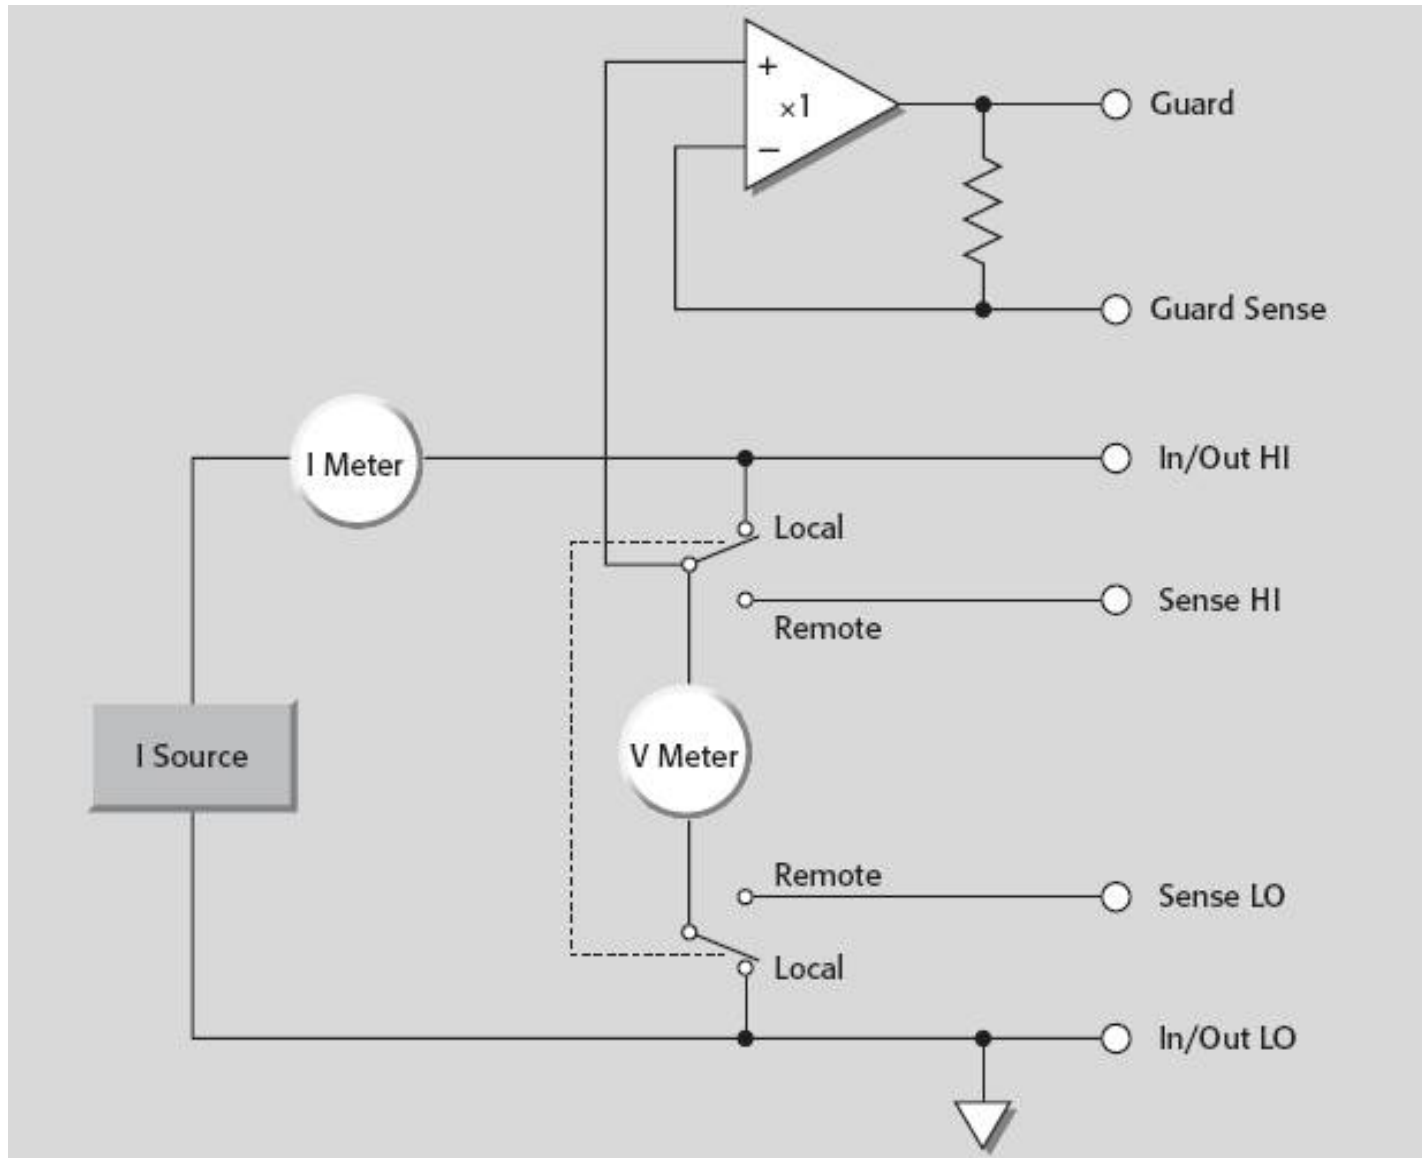 +
×1
−
Guard
Guard Sense
I Meter
In/Out HI
Local
Sense HI
Remote
I Source
V Meter
Remote
Sense LO
Local
In/Out LO